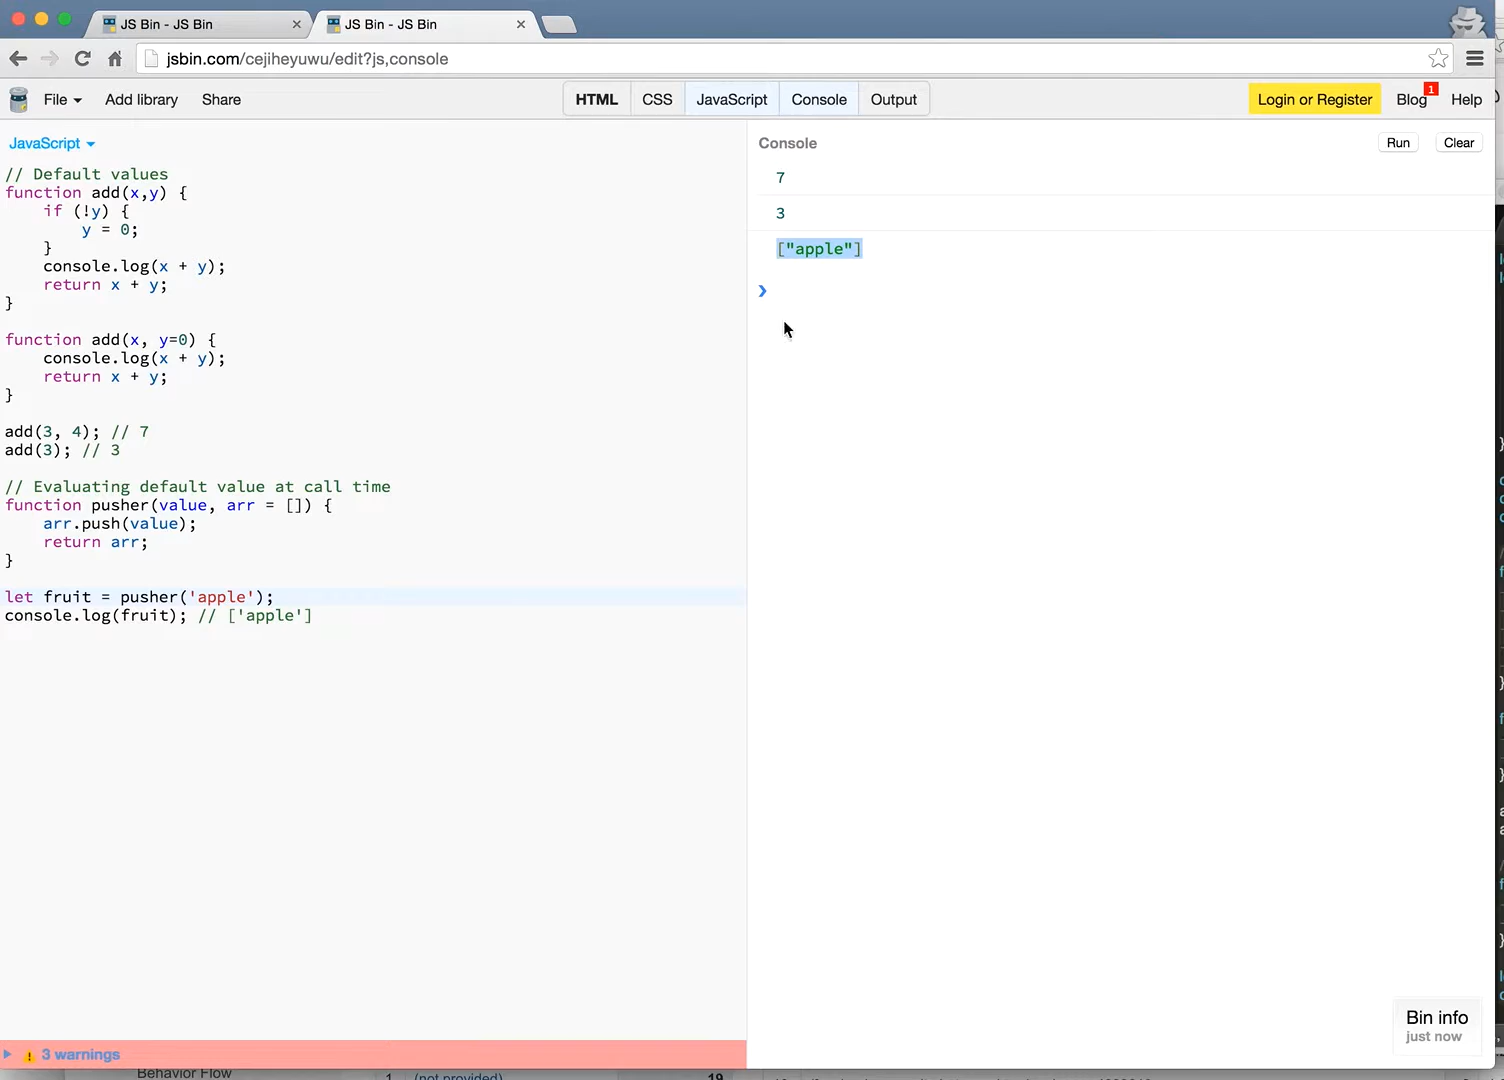 JS Bin - JS Bin
JS Bin - JS Bin
jsbin.com/cejiheyuwu/edit?js,console
File Add library Share HTML CSS JavaScript Console Output Login or Register Blog 1 Help
JavaScript
// Default values
function add(x,y) {
    if (!y) {
        y = 0;
    }
    console.log(x + y);
    return x + y;
}
function add(x, y=0) {
    console.log(x + y);
    return x + y;
}
add(3, 4); // 7
add(3); // 3
// Evaluating default value at call time
function pusher(value, arr = []) {
    arr.push(value);
    return arr;
}
let fruit = pusher('apple');
console.log(fruit); // ['apple']
3 warnings
Console Run Clear
7
3
["apple"]
Bin info
just now
Behavior Flow
1 (not provided) 19